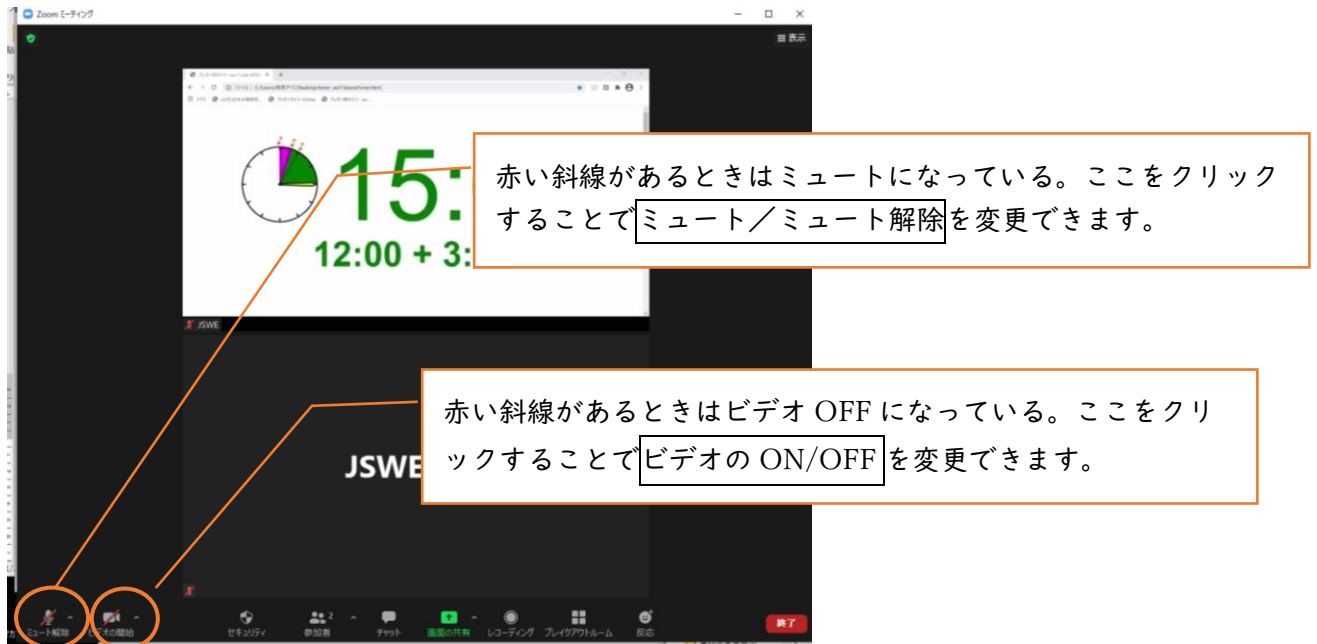 Zoom ミーティング
表示
15:
12:00 + 3:
赤い斜線があるときはミュートになっている。ここをクリック
することでミュート／ミュート解除を変更できます。
JSWE
赤い斜線があるときはビデオ OFF になっている。ここをクリ
ックすることでビデオの ON/OFF を変更できます。
JSWE
ミュート解除
ビデオの開始
セキュリティ
参加者
2
チャット
画面の共有
レコーディング
ブレイクアウトルーム
反応
終了